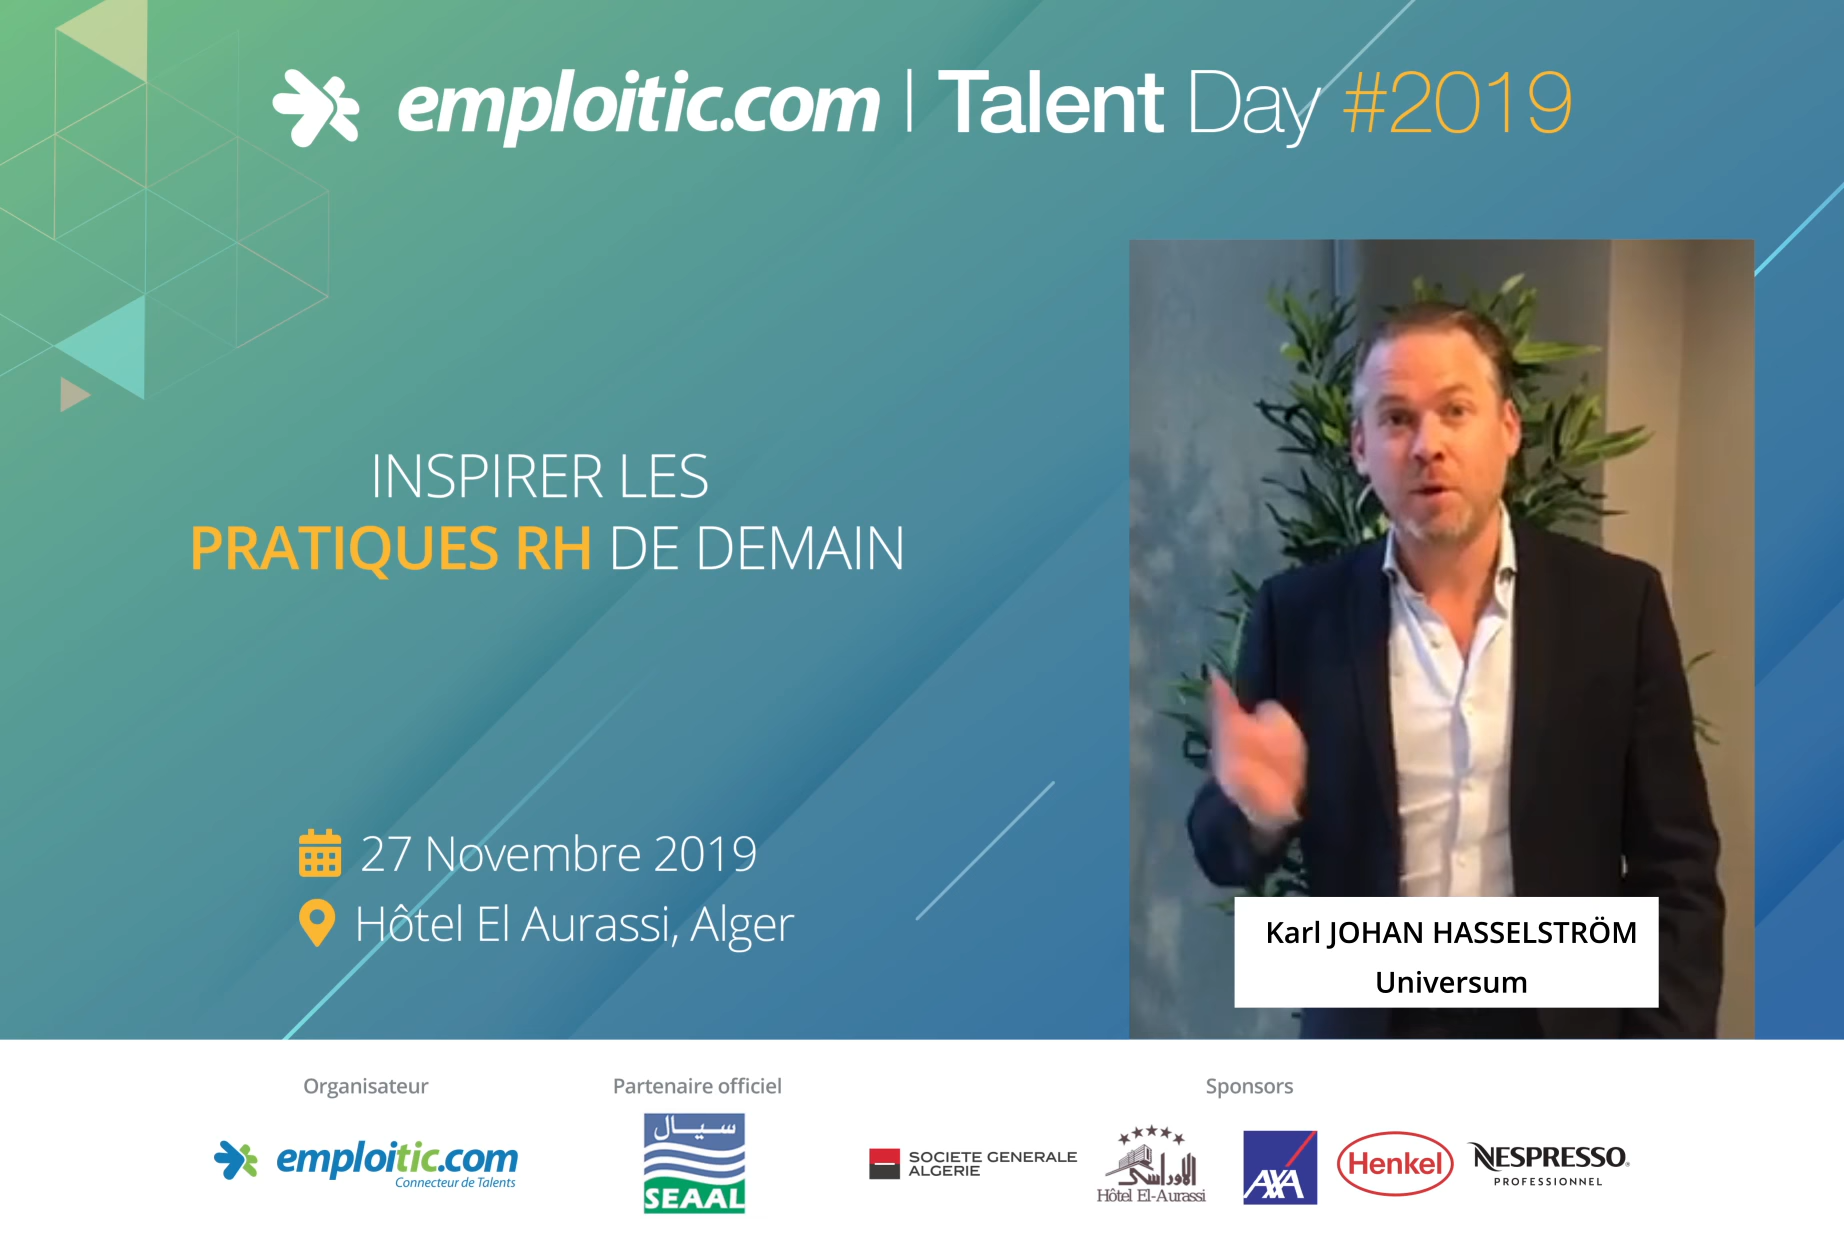 emploitic.com | Talent Day #2019
INSPIRER LES
PRATIQUES RH DE DEMAIN
27 Novembre 2019
Hôtel El Aurassi, Alger
Karl JOHAN HASSELSTRÖM
Universum
Organisateur
emploitic.com
Connecteur de Talents
Partenaire officiel
سيال
SEAAL
Sponsors
SOCIETE GENERALE
ALGERIE
الاوراسي
Hôtel El-Aurassi
AXA
Henkel
NESPRESSO
PROFESSIONNEL